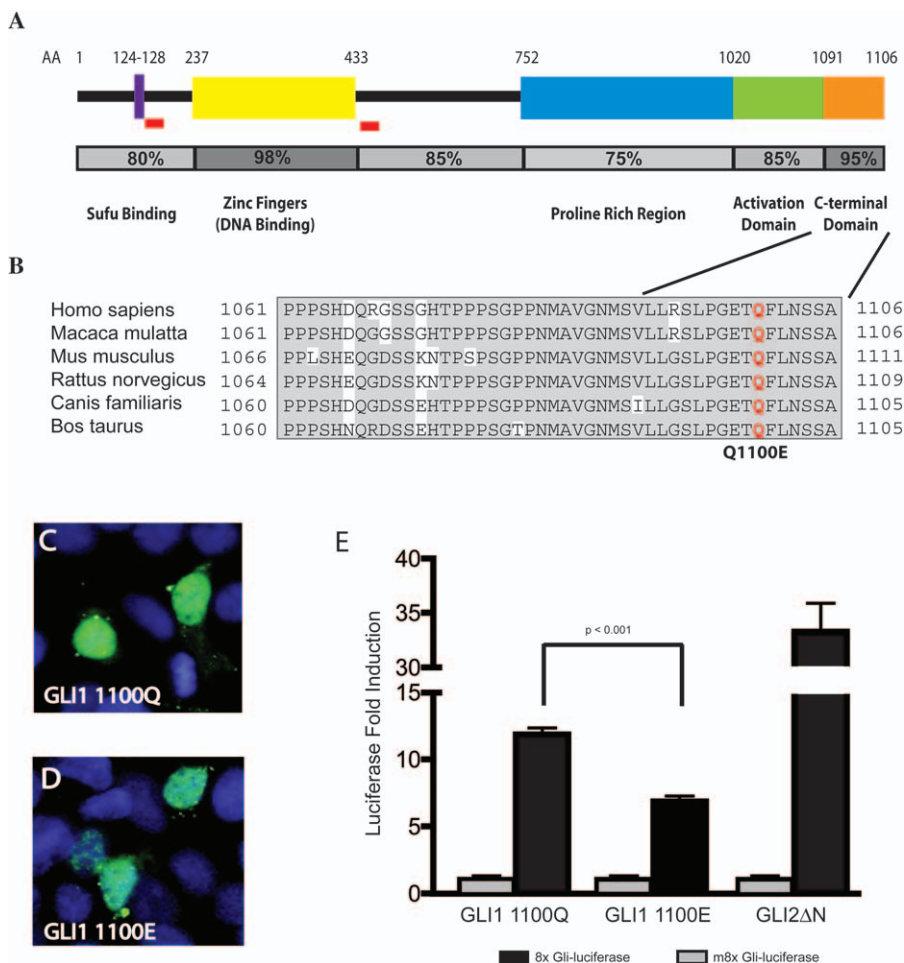 A
AA 1 124-128 237 433 752 1020 1091 1106
80% 98% 85% 75% 85% 95%
Sufu Binding
Zinc Fingers
(DNA Binding)
Proline Rich Region
Activation
Domain
C-terminal
Domain
B
Homo sapiens 1061 PPPSHDQRGSSGHTPPPSGPPNMAVGNMSVLLRSLPGETQFLNSSA 1106
Macaca mulatta 1061 PPPSHDQGGSSGHTPPPSGPPNMAVGNMSVLLRSLPGETQFLNSSA 1106
Mus musculus 1066 PPLSHEQGDSSKNTPSPSGPPNMAVGNMSVLLGSLPGETQFLNSSA 1111
Rattus norvegicus 1064 PPPSHEQGDSSKNTPPPSGPPNMAVGNMSVLLGSLPGETQFLNSSA 1109
Canis familiaris 1060 PPPSHDQGDSSEHTPPPSGPPNMAVGNMSILLGSLPGETQFLNSSA 1105
Bos taurus 1060 PPPSHNQRDSSEHTPPPSGTPNMAVGNMSVLLGSLPGETQFLNSSA 1105
Q1100E
C
GLI1 1100Q
D
GLI1 1100E
E
Luciferase Fold Induction
40
35
30
15
10
5
0
p < 0.001
GLI1 1100Q GLI1 1100E GLI2ΔN
8x Gli-luciferase m8x Gli-luciferase